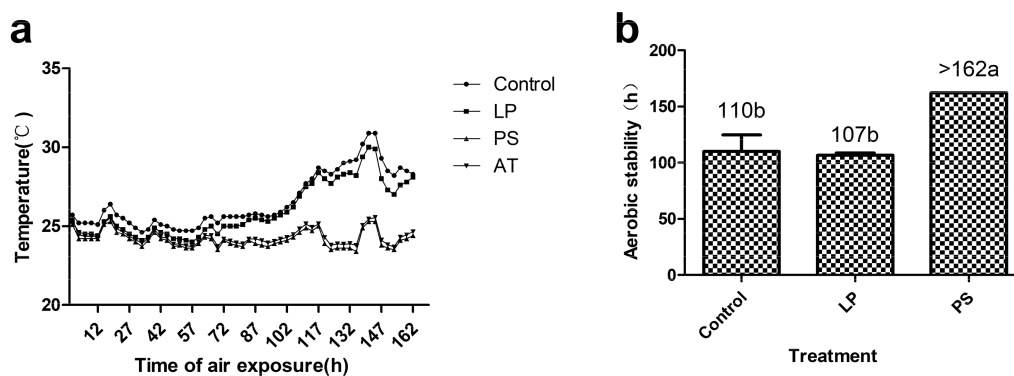 a
35
30
25
20
Temperature(℃)
12 27 42 57 72 87 102 117 132 147 162
Time of air exposure(h)
Control
LP
PS
AT
b
200
150
100
50
0
Aerobic stability（h）
110b
107b
>162a
Control LP PS
Treatment